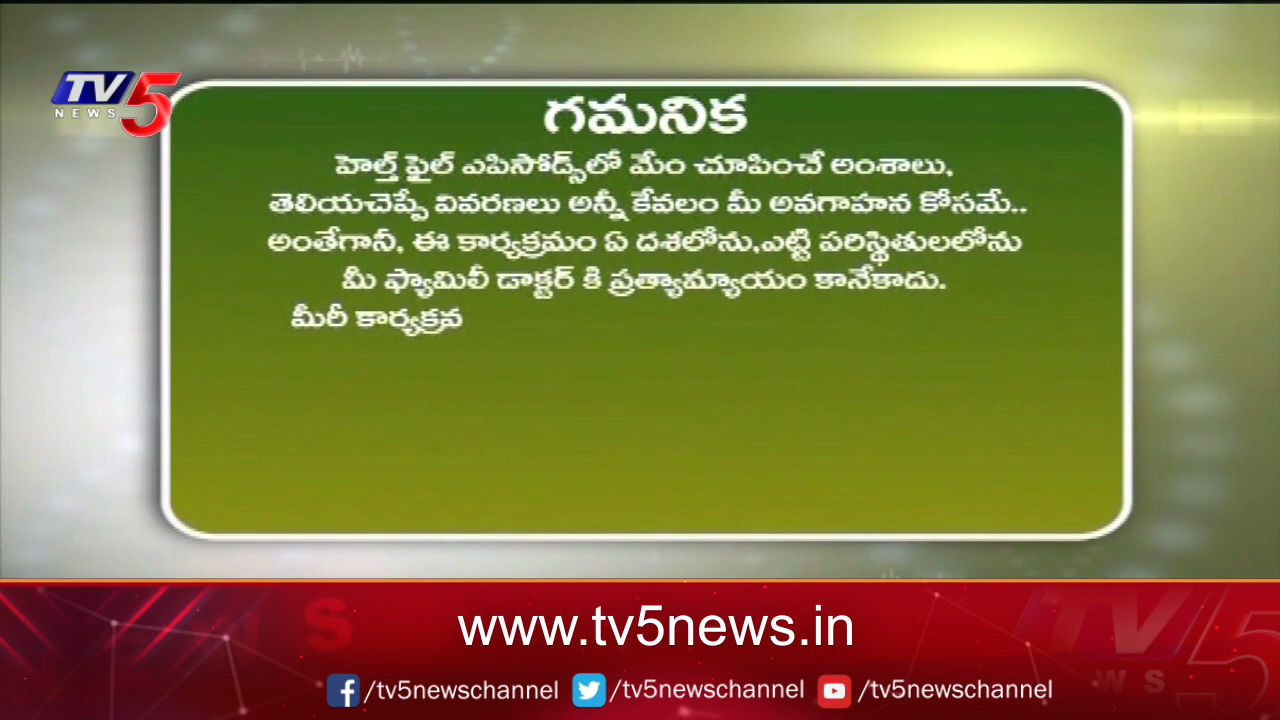 TV5
NEWS
గమనిక
హెల్త్ ఫైల్ ఎపిసోడ్స్‌లో మేం చూపించే అంశాలు,
తెలియచెప్పే వివరణలు అన్నీ కేవలం మీ అవగాహన కోసమే..
అంతేగానీ, ఈ కార్యక్రమం ఏ దశలోను,ఎట్టి పరిస్థితులలోను
మీ ఫ్యామిలీ డాక్టర్ కి ప్రత్యామ్యాయం కానేకాదు.
మీరీ కార్యక్రవ
www.tv5news.in
/tv5newschannel /tv5newschannel /tv5newschannel